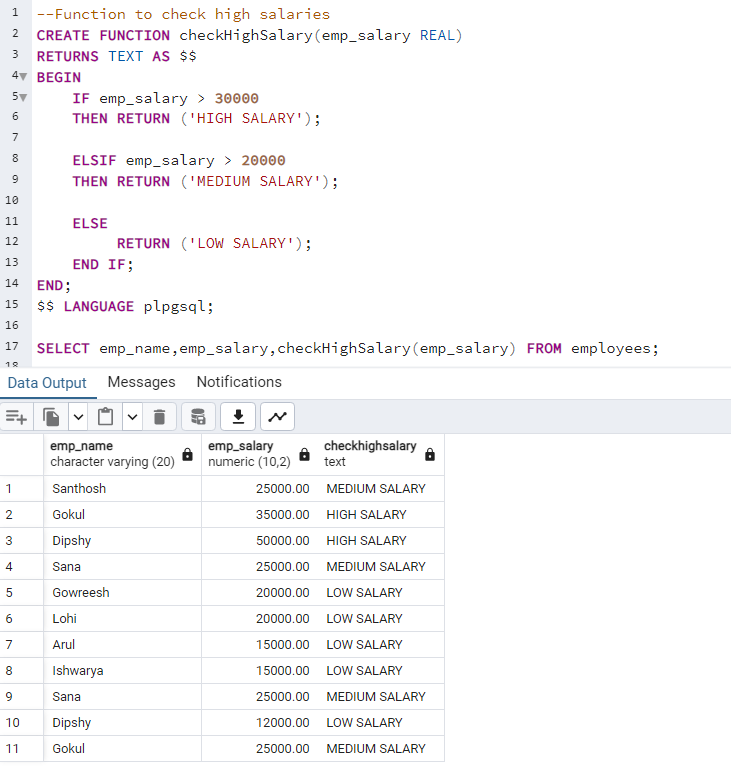 1 --Function to check high salaries
2 CREATE FUNCTION checkHighSalary(emp_salary REAL)
3 RETURNS TEXT AS $$
4 BEGIN
5 IF emp_salary > 30000
6 THEN RETURN ('HIGH SALARY');
7
8 ELSIF emp_salary > 20000
9 THEN RETURN ('MEDIUM SALARY');
10
11 ELSE
12 RETURN ('LOW SALARY');
13 END IF;
14 END;
15 $$ LANGUAGE plpgsql;
16
17 SELECT emp_name,emp_salary,checkHighSalary(emp_salary) FROM employees;
18
Data Output Messages Notifications
emp_name emp_salary checkhighsalary
character varying (20) numeric (10,2) text
1 Santhosh 25000.00 MEDIUM SALARY
2 Gokul 35000.00 HIGH SALARY
3 Dipshy 50000.00 HIGH SALARY
4 Sana 25000.00 MEDIUM SALARY
5 Gowreesh 20000.00 LOW SALARY
6 Lohi 20000.00 LOW SALARY
7 Arul 15000.00 LOW SALARY
8 Ishwarya 15000.00 LOW SALARY
9 Sana 25000.00 MEDIUM SALARY
10 Dipshy 12000.00 LOW SALARY
11 Gokul 25000.00 MEDIUM SALARY